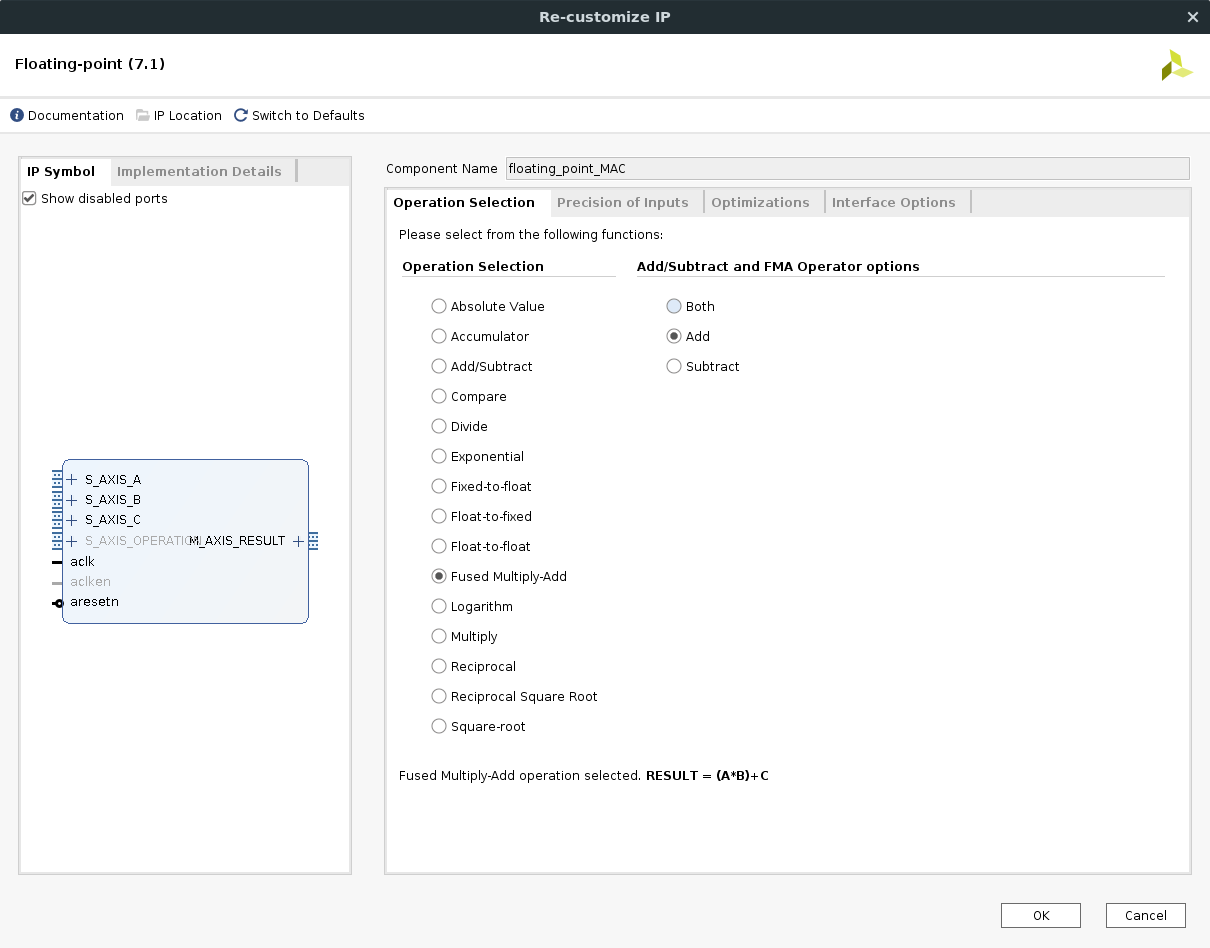 Re-customize IP
Floating-point (7.1)
Documentation IP Location Switch to Defaults
IP Symbol Implementation Details
Show disabled ports
S_AXIS_A
S_AXIS_B
S_AXIS_C
S_AXIS_OPERATION M_AXIS_RESULT
aclk
aclken
aresetn
Component Name floating_point_MAC
Operation Selection Precision of Inputs Optimizations Interface Options
Please select from the following functions:
Operation Selection
Absolute Value
Accumulator
Add/Subtract
Compare
Divide
Exponential
Fixed-to-float
Float-to-fixed
Float-to-float
Fused Multiply-Add
Logarithm
Multiply
Reciprocal
Reciprocal Square Root
Square-root
Add/Subtract and FMA Operator options
Both
Add
Subtract
Fused Multiply-Add operation selected. RESULT = (A*B)+C
OK Cancel